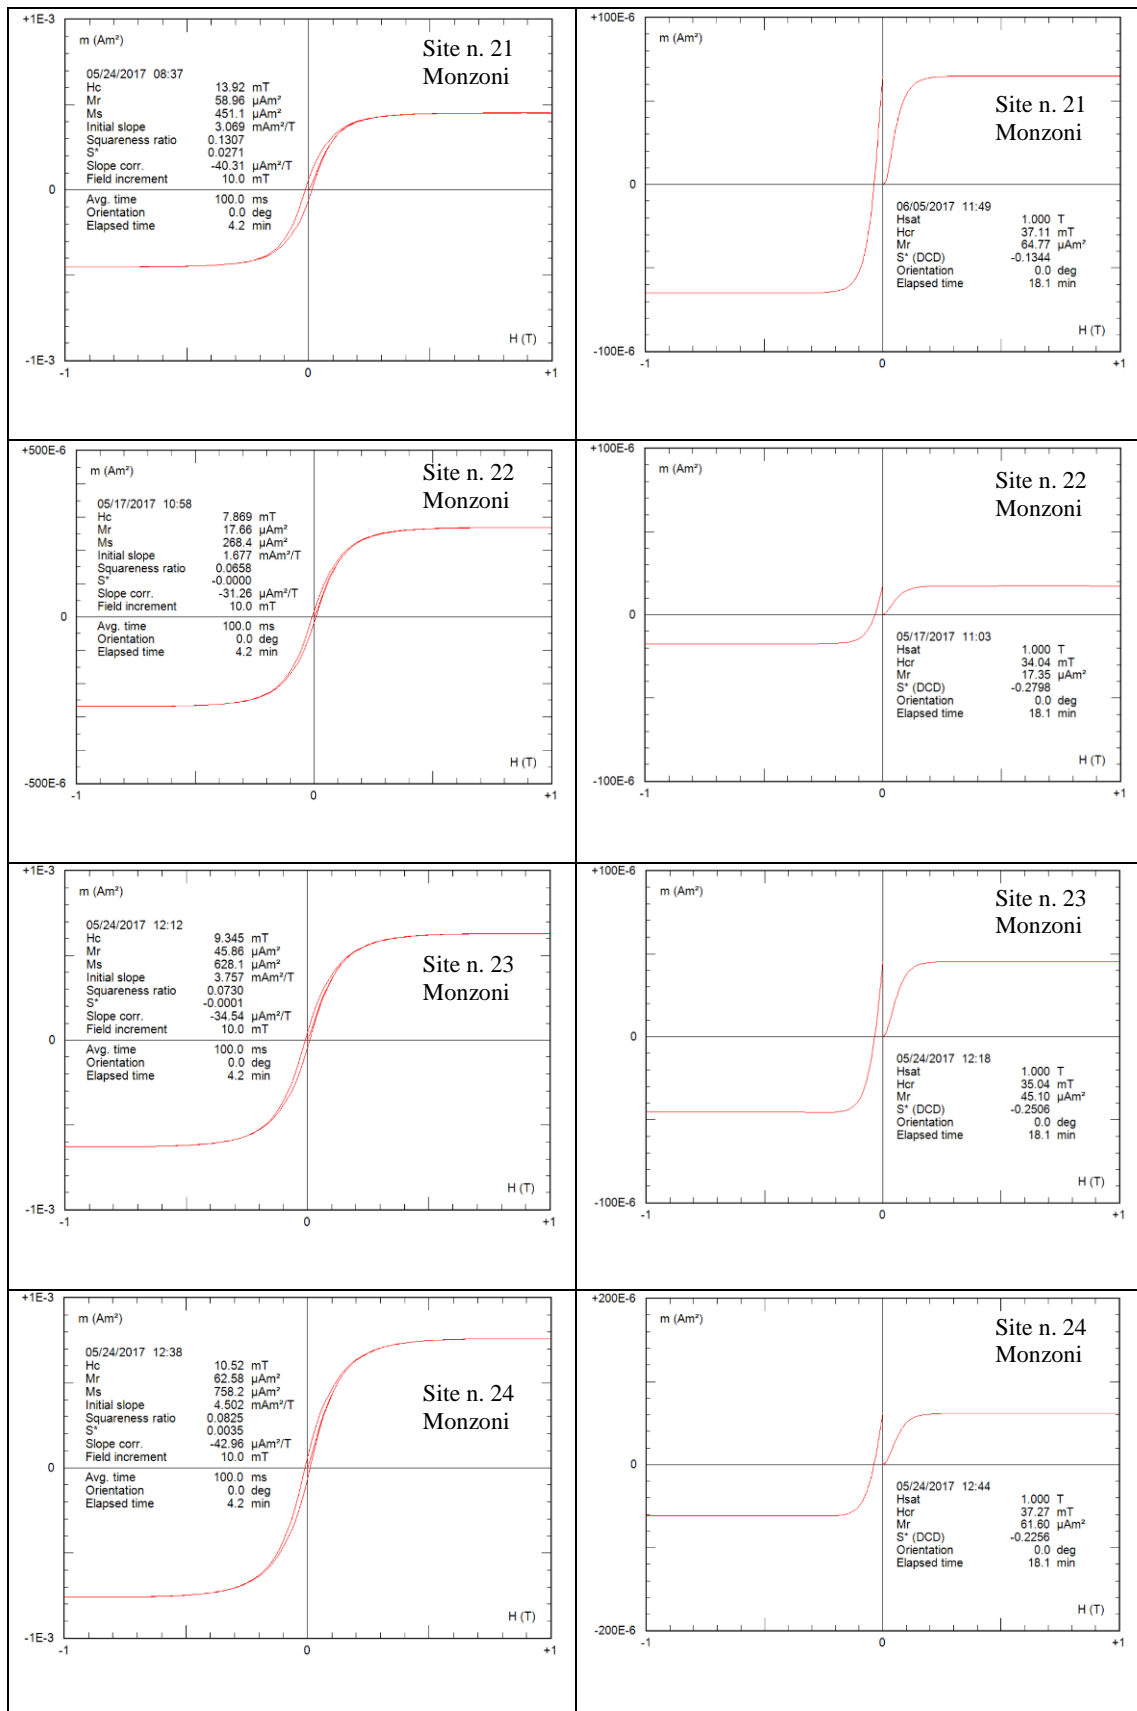 +1E-3
m (Am²)
Site n. 21
Monzoni
05/24/2017 08:37
Hc 13.92 mT
Mr 58.96 µAm²
Ms 451.1 µAm²
Initial slope 3.069 mAm²/T
Squareness ratio 0.1307
S* 0.0271
Slope corr. -40.31 µAm²/T
Field increment 10.0 mT
Avg. time 100.0 ms
Orientation 0.0 deg
Elapsed time 4.2 min
0
H (T)
-1E-3
-1 0 +1
+100E-6
m (Am²)
Site n. 21
Monzoni
0
06/05/2017 11:49
Hsat 1.000 T
Hcr 37.11 mT
Mr 64.77 µAm²
S* (DCD) -0.1344
Orientation 0.0 deg
Elapsed time 18.1 min
H (T)
-100E-6
-1 0 +1
+500E-6
m (Am²)
Site n. 22
Monzoni
05/17/2017 10:58
Hc 7.869 mT
Mr 17.66 µAm²
Ms 268.4 µAm²
Initial slope 1.677 mAm²/T
Squareness ratio 0.0658
S* -0.0000
Slope corr. -31.26 µAm²/T
Field increment 10.0 mT
Avg. time 100.0 ms
Orientation 0.0 deg
Elapsed time 4.2 min
0
H (T)
-500E-6
-1 0 +1
+100E-6
m (Am²)
Site n. 22
Monzoni
0
05/17/2017 11:03
Hsat 1.000 T
Hcr 34.04 mT
Mr 17.35 µAm²
S* (DCD) -0.2798
Orientation 0.0 deg
Elapsed time 18.1 min
H (T)
-100E-6
-1 0 +1
+1E-3
m (Am²)
05/24/2017 12:12
Hc 9.345 mT
Mr 45.86 µAm²
Ms 628.1 µAm²
Initial slope 3.757 mAm²/T
Squareness ratio 0.0730
S* -0.0001
Slope corr. -34.54 µAm²/T
Field increment 10.0 mT
Site n. 23
Monzoni
Avg. time 100.0 ms
Orientation 0.0 deg
Elapsed time 4.2 min
0
H (T)
-1E-3
-1 0 +1
+100E-6
m (Am²)
Site n. 23
Monzoni
0
05/24/2017 12:18
Hsat 1.000 T
Hcr 35.04 mT
Mr 45.10 µAm²
S* (DCD) -0.2506
Orientation 0.0 deg
Elapsed time 18.1 min
H (T)
-100E-6
-1 0 +1
+1E-3
m (Am²)
05/24/2017 12:38
Hc 10.52 mT
Mr 62.58 µAm²
Ms 758.2 µAm²
Initial slope 4.502 mAm²/T
Squareness ratio 0.0825
S* 0.0035
Slope corr. -42.96 µAm²/T
Field increment 10.0 mT
Site n. 24
Monzoni
Avg. time 100.0 ms
Orientation 0.0 deg
Elapsed time 4.2 min
0
H (T)
-1E-3
-1 0 +1
+200E-6
m (Am²)
Site n. 24
Monzoni
0
05/24/2017 12:44
Hsat 1.000 T
Hcr 37.27 mT
Mr 61.60 µAm²
S* (DCD) -0.2256
Orientation 0.0 deg
Elapsed time 18.1 min
H (T)
-200E-6
-1 0 +1